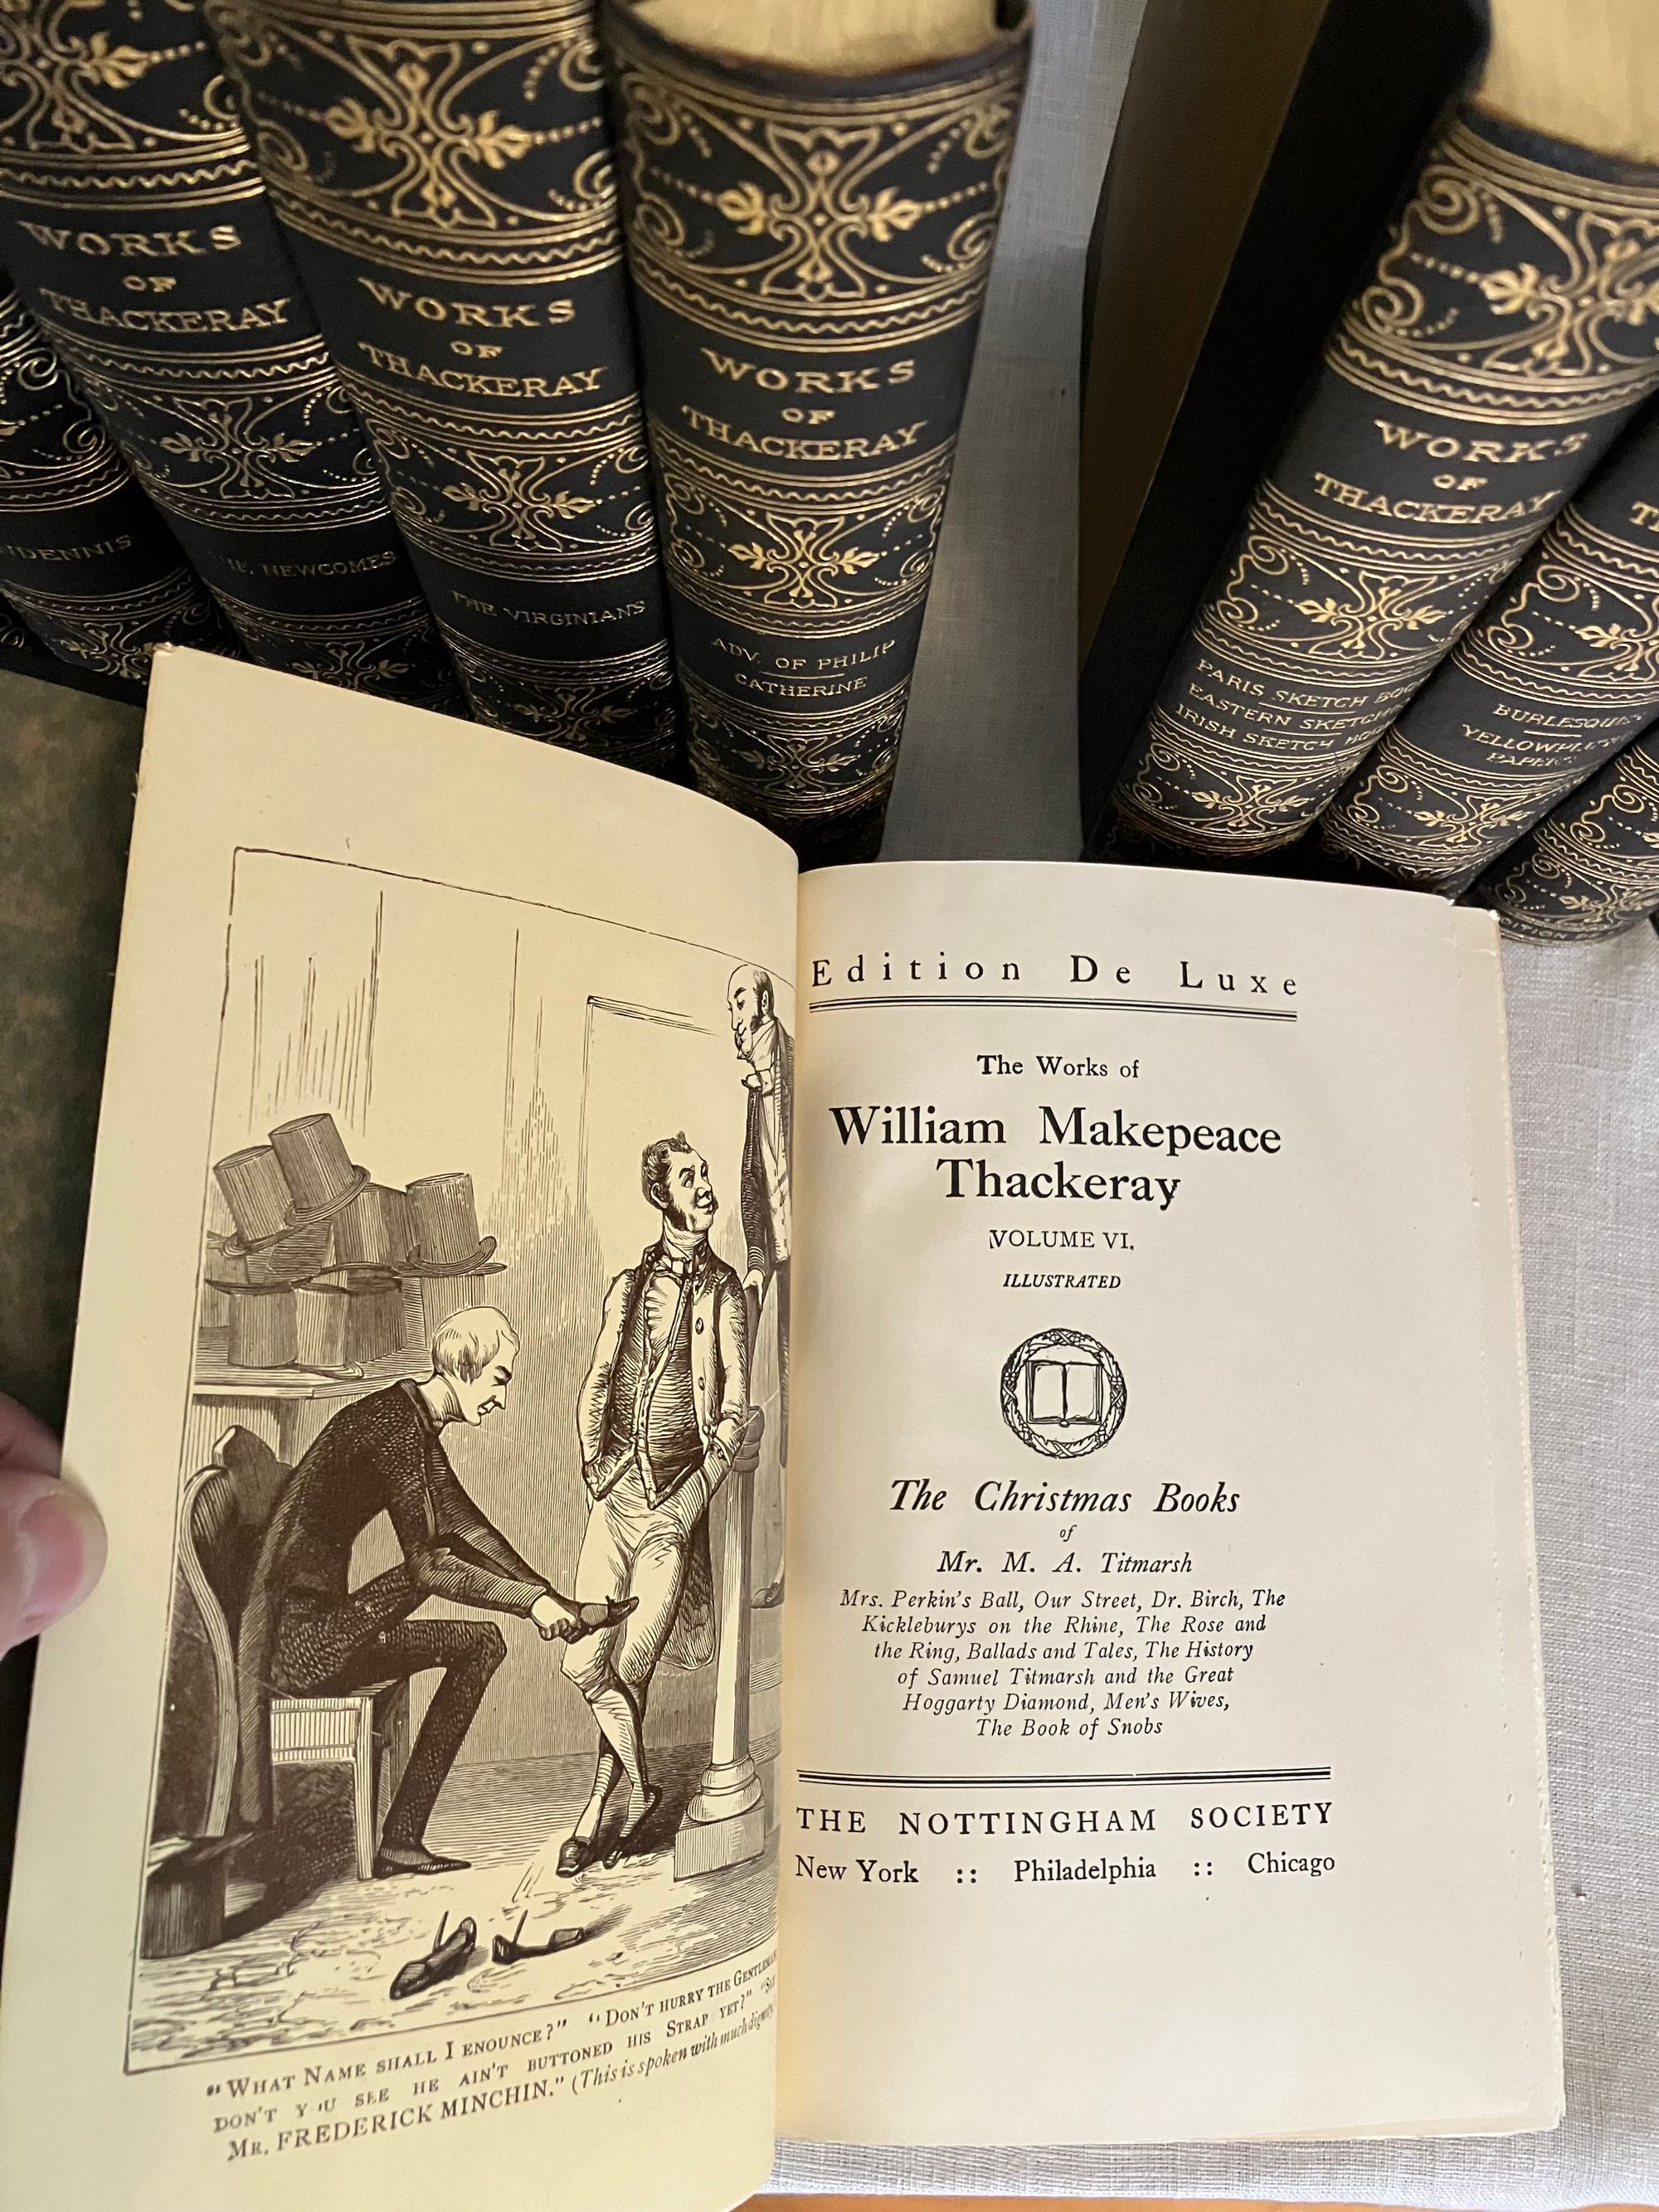 WORKS
OF
THACKERAY
WORKS
OF
THACKERAY
THE VIRGINIANS
WORKS
OF
THACKERAY
ADV. OF PHILIP
CATHERINE
WORKS
OF
THACKERAY
PARIS SKETCH
EASTERN
IRISH SKETCH
NEWCOMES
Edition De Luxe
The Works of
William Makepeace
Thackeray
VOLUME VI.
ILLUSTRATED
The Christmas Books
of
Mr. M. A. Titmarsh
Mrs. Perkin's Ball, Our Street, Dr. Birch, The
Kickleburys on the Rhine, The Rose and
the Ring, Ballads and Tales, The History
of Samuel Titmarsh and the Great
Hoggarty Diamond, Men's Wives,
The Book of Snobs
THE NOTTINGHAM SOCIETY
New York :: Philadelphia :: Chicago
"WHAT NAME SHALL I ENOUNCE?" "DON'T HURRY THE
DON'T SEE HE AIN'T BUTTONED HIS STRAP YET?"
MR. FREDERICK MINCHIN." (This is spoken with much